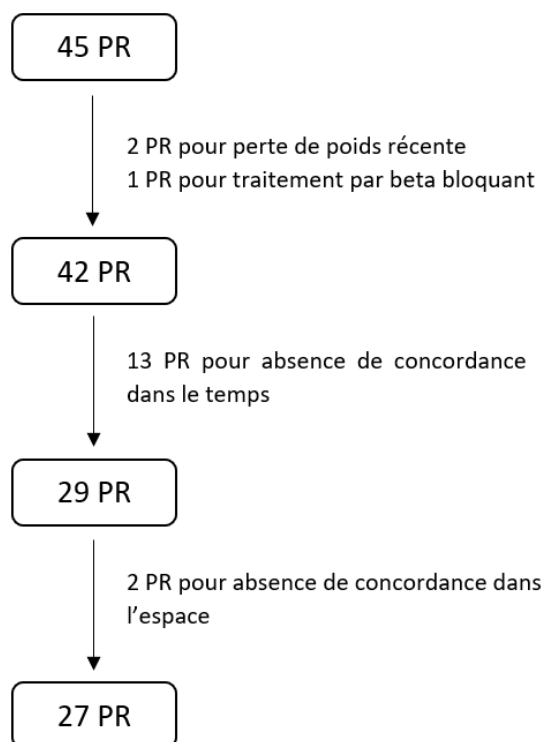 45 PR
2 PR pour perte de poids récente
1 PR pour traitement par beta bloquant
42 PR
13 PR pour absence de concordance
dans le temps
29 PR
2 PR pour absence de concordance dans
l'espace
27 PR